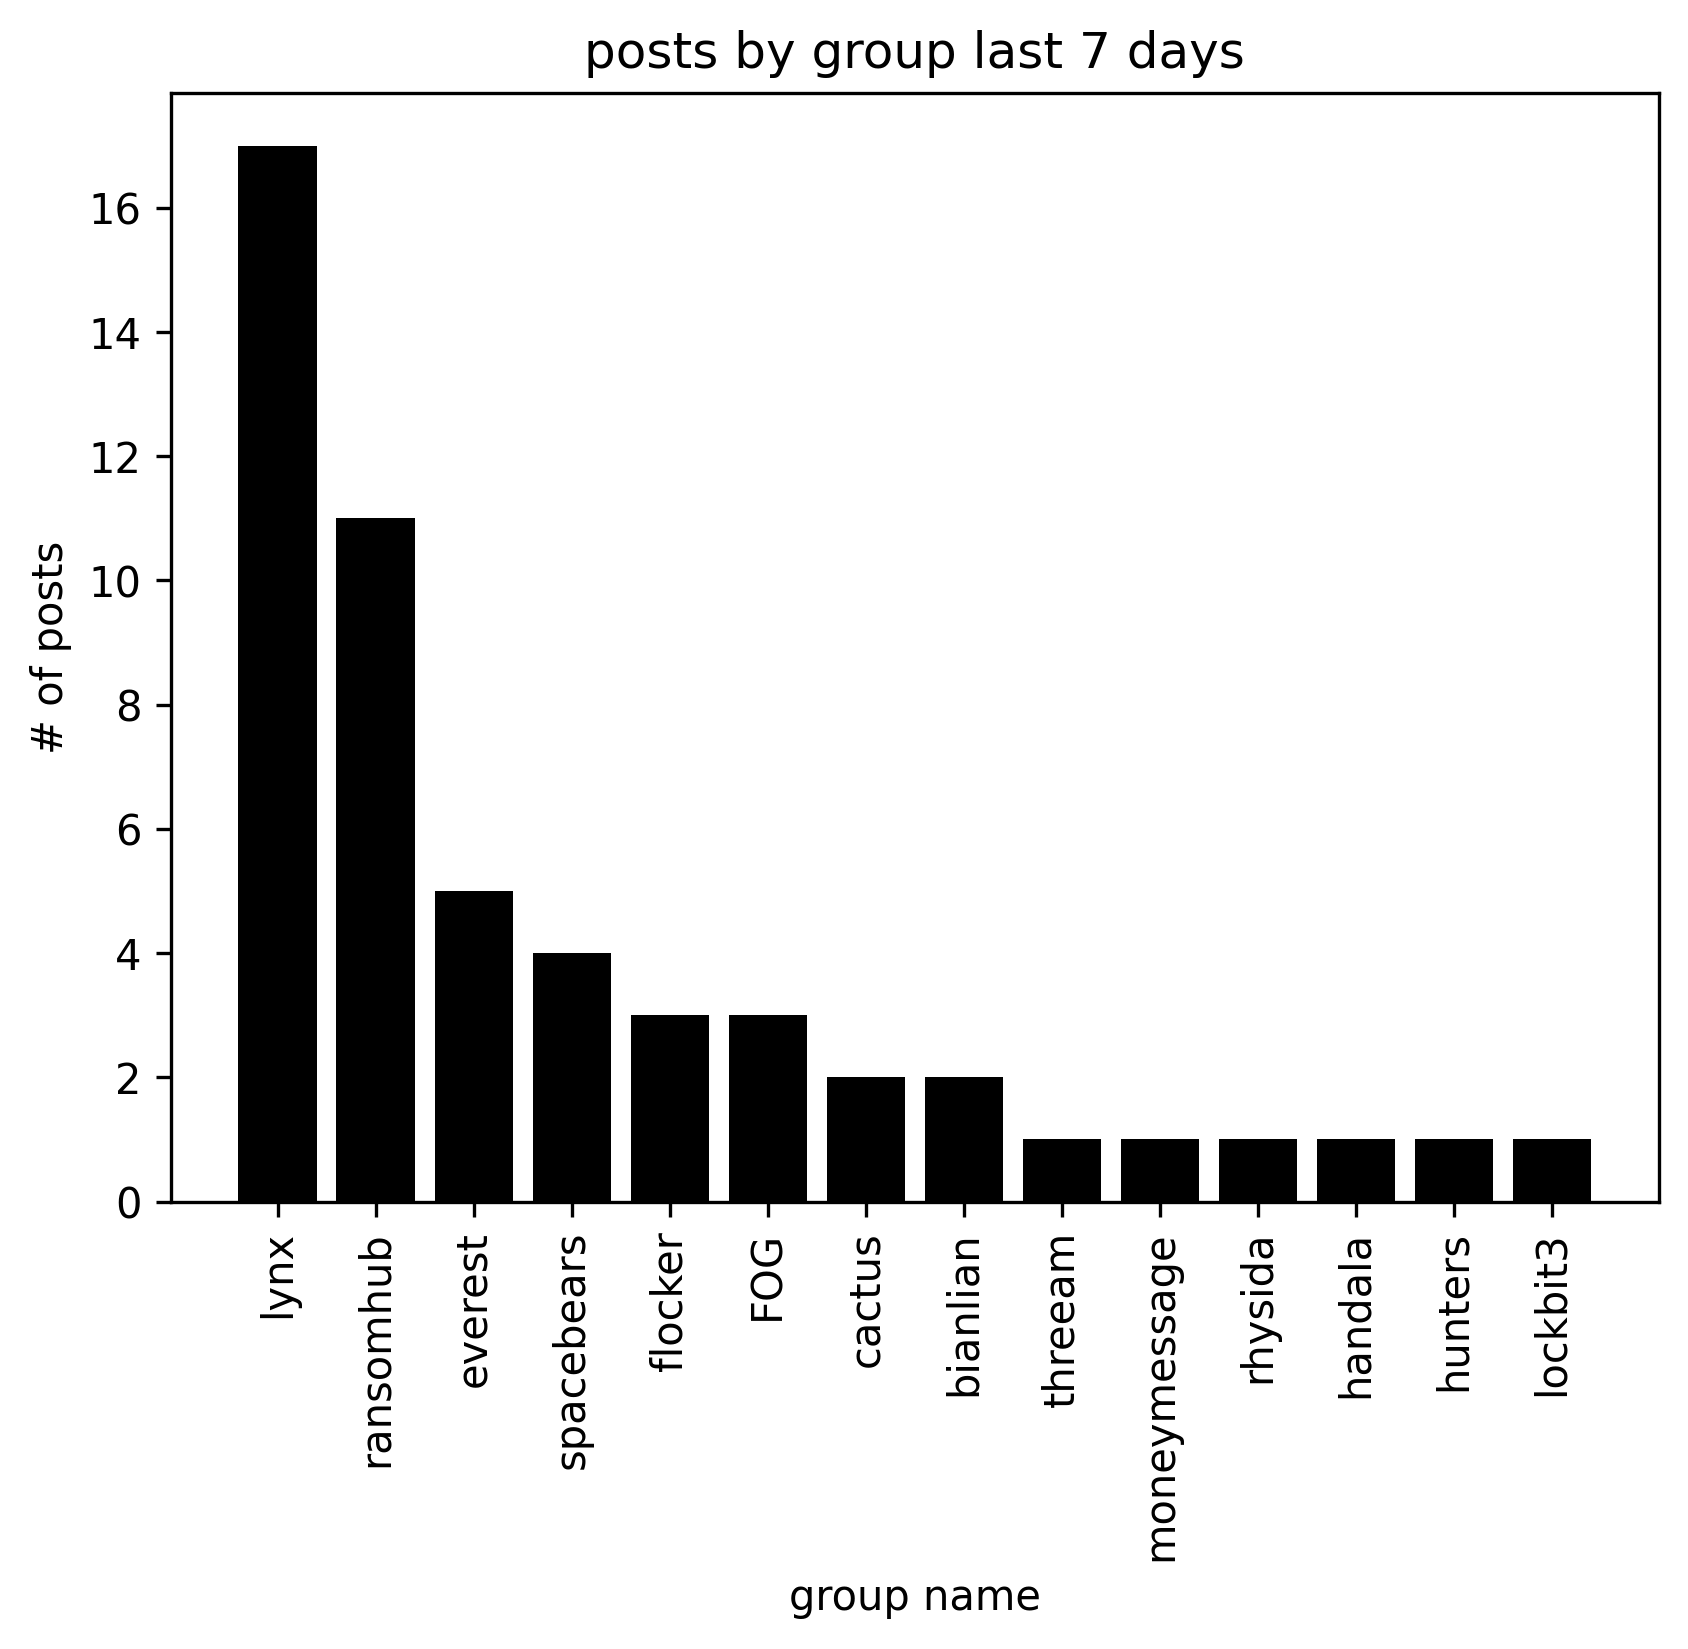 posts by group last 7 days
# of posts
16
14
12
10
8
6
4
2
0
lynx
ransomhub
everest
spacebears
flocker
FOG
cactus
bianlian
threeam
moneymessage
rhysida
handala
hunters
lockbit3
group name